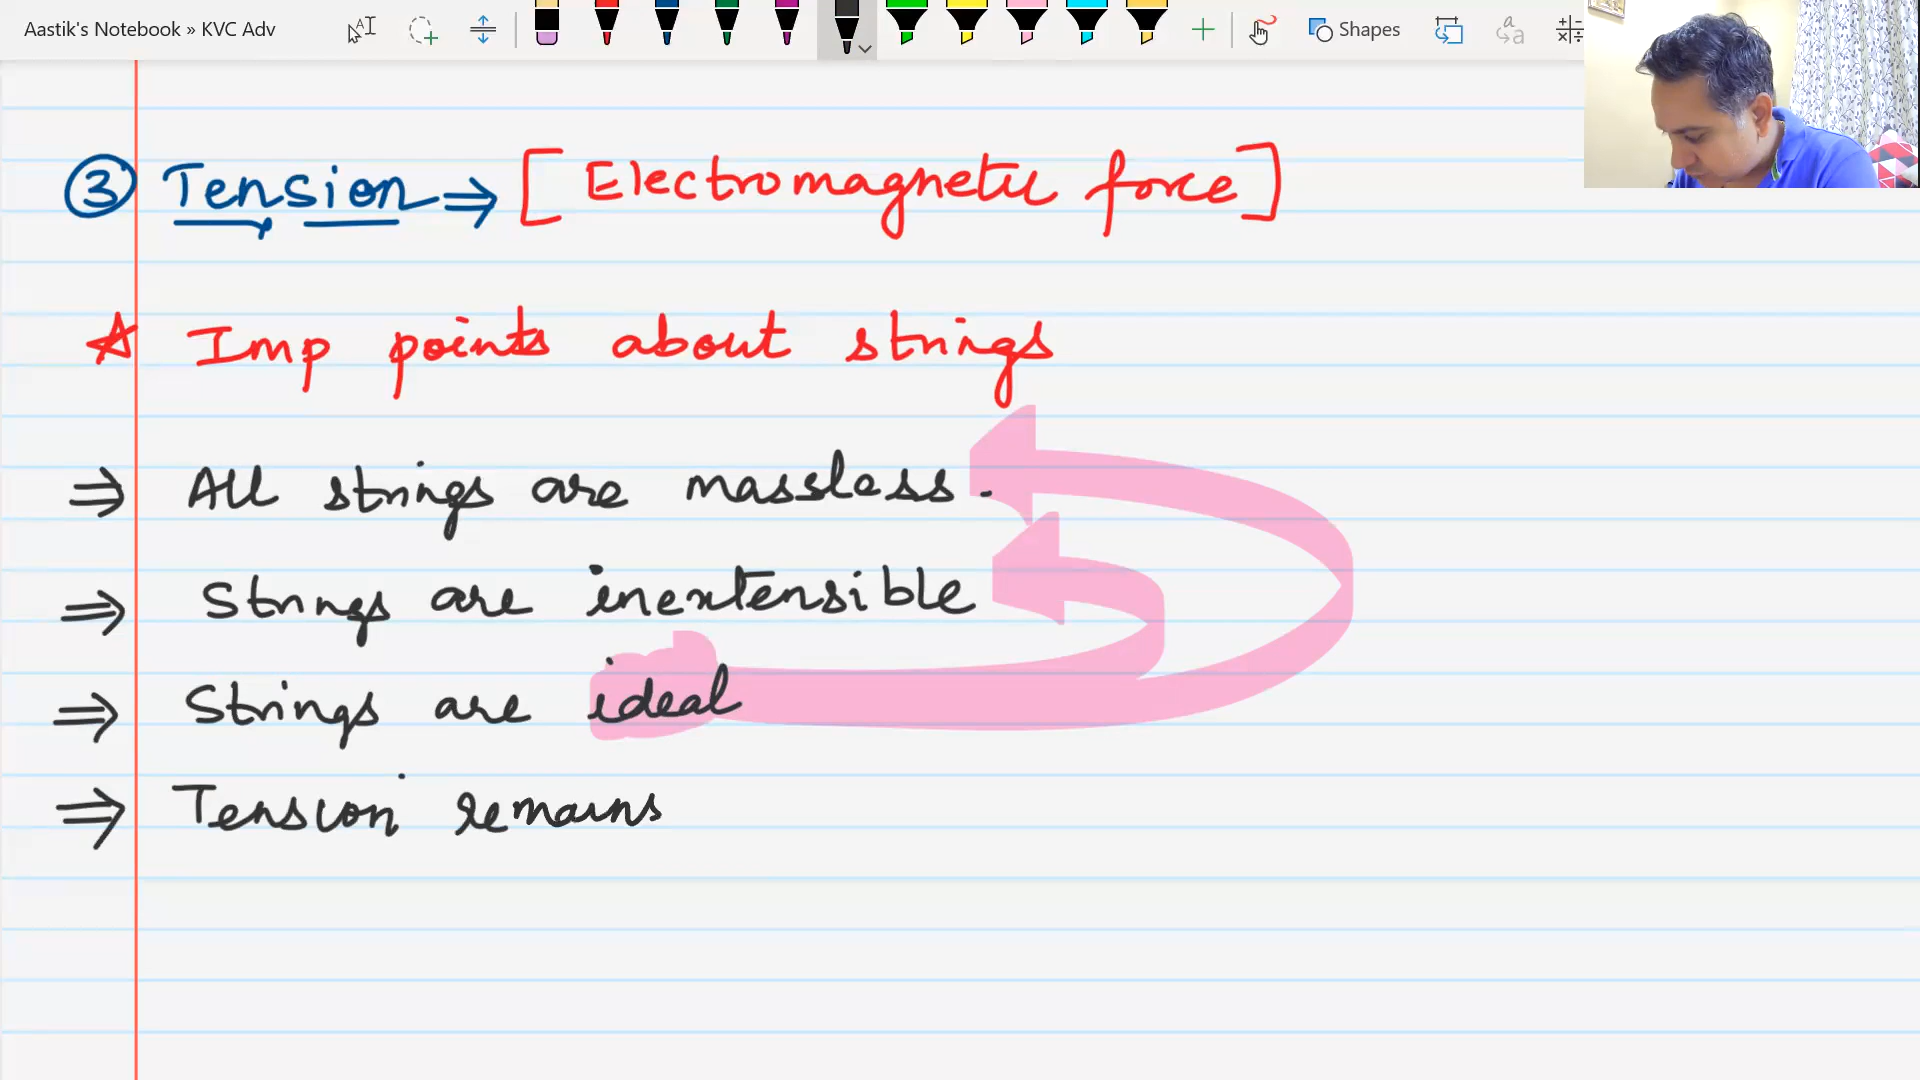 Aastik's Notebook » KVC Adv
Shapes
③ Tension ⇒ [Electromagnetic force]
☆ Imp points about strings
⇒ All strings are massless.
⇒ Strings are inextensible
⇒ Strings are ideal
⇒ Tension remains